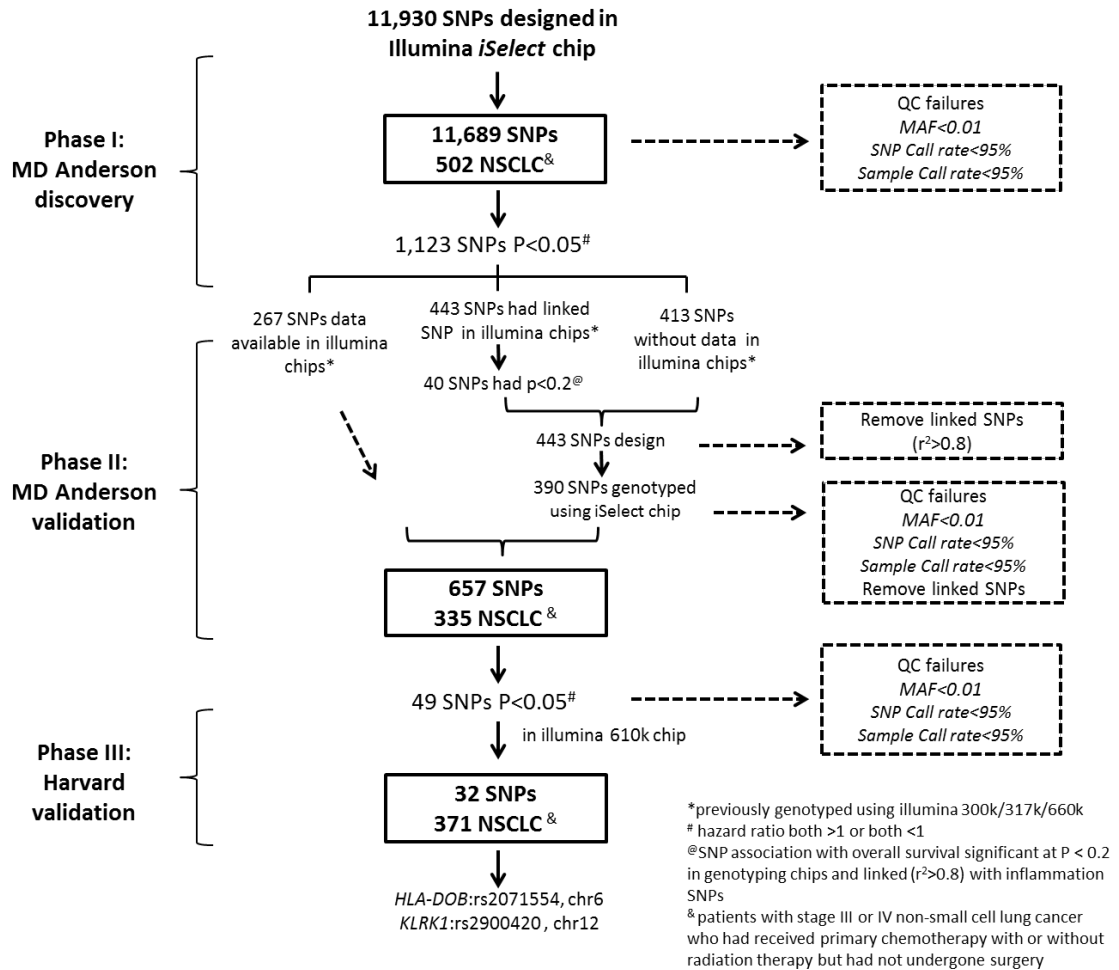 11,930 SNPs designed in
Illumina iSelect chip
Phase I:
MD Anderson
discovery
11,689 SNPs
502 NSCLC&
QC failures
MAF<0.01
SNP Call rate<95%
Sample Call rate<95%
1,123 SNPs P<0.05#
267 SNPs data
available in illumina
chips*
443 SNPs had linked
SNP in illumina chips*
413 SNPs
without data in
illumina chips*
40 SNPs had p<0.2@
Phase II:
MD Anderson
validation
443 SNPs design
Remove linked SNPs
(r²>0.8)
390 SNPs genotyped
using iSelect chip
QC failures
MAF<0.01
SNP Call rate<95%
Sample Call rate<95%
Remove linked SNPs
657 SNPs
335 NSCLC &
49 SNPs P<0.05#
QC failures
MAF<0.01
SNP Call rate<95%
Sample Call rate<95%
in illumina 610k chip
Phase III:
Harvard
validation
32 SNPs
371 NSCLC &
HLA-DOB:rs2071554, chr6
KLRK1:rs2900420 , chr12
*previously genotyped using illumina 300k/317k/660k
# hazard ratio both >1 or both <1
@SNP association with overall survival significant at P < 0.2
in genotyping chips and linked (r²>0.8) with inflammation
SNPs
& patients with stage III or IV non-small cell lung cancer
who had received primary chemotherapy with or without
radiation therapy but had not undergone surgery